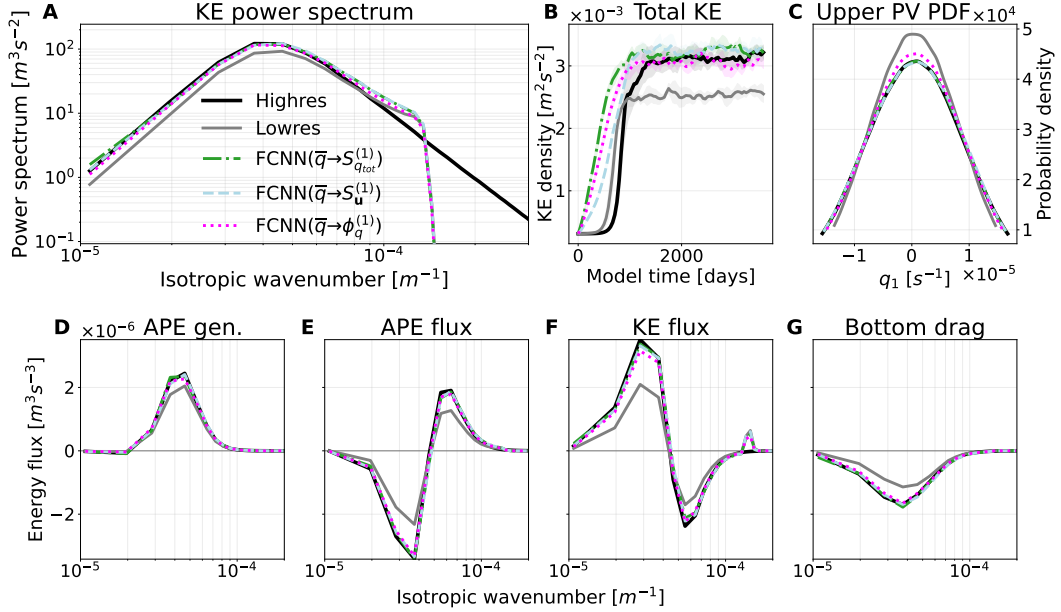 A KE power spectrum
B ×10⁻³ Total KE
C Upper PV PDF ×10⁴
Power spectrum [m³s⁻²]
10²
10¹
10⁰
10⁻¹
10⁻⁵
10⁻⁴
Isotropic wavenumber [m⁻¹]
Highres
Lowres
FCNN(q̅→S_{q_{tot}}^{(1)})
FCNN(q̅→S_{𝐮}^{(1)})
FCNN(q̅→ϕ_q^{(1)})
KE density [m²s⁻²]
3
2
1
0
2000
Model time [days]
5
4
3
2
1
Probability density
−1
0
1
q₁ [s⁻¹]
×10⁻⁵
D ×10⁻⁶ APE gen.
E APE flux
F KE flux
G Bottom drag
Energy flux [m³s⁻³]
2
0
−2
10⁻⁵ 10⁻⁴
10⁻⁵ 10⁻⁴
10⁻⁵ 10⁻⁴
10⁻⁵ 10⁻⁴
Isotropic wavenumber [m⁻¹]